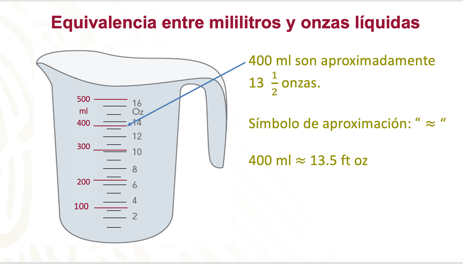 Equivalencia entre mililitros y onzas líquidas
400 ml son aproximadamente
13 1/2 onzas.
Símbolo de aproximación: “ ≈ “
400 ml ≈ 13.5 ft oz
500
ml
400
300
200
100
16
Oz
14
12
10
8
6
4
2